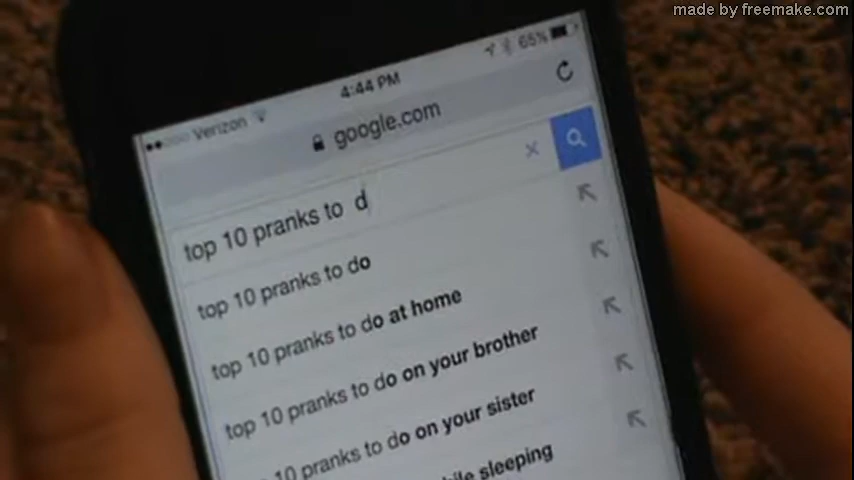 made by freemake.com
65%
4:44 PM
Verizon
google.com
top 10 pranks to d
top 10 pranks to do
top 10 pranks to do at home
top 10 pranks to do on your brother
10 pranks to do on your sister
sleeping